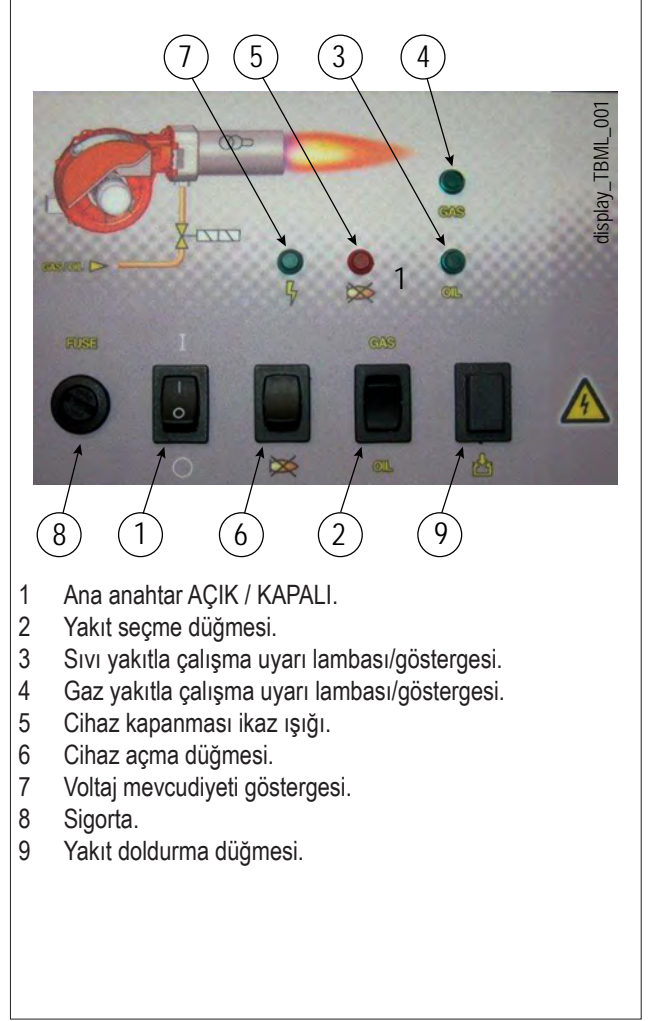 7 5 3 4
display_TBML_001
GAS
GAS/OIL
1
OIL
FUSE I GAS
OIL
8 1 6 2 9
1 Ana anahtar AÇIK / KAPALI.
2 Yakıt seçme düğmesi.
3 Sıvı yakıtla çalışma uyarı lambası/göstergesi.
4 Gaz yakıtla çalışma uyarı lambası/göstergesi.
5 Cihaz kapanması ikaz ışığı.
6 Cihaz açma düğmesi.
7 Voltaj mevcudiyeti göstergesi.
8 Sigorta.
9 Yakıt doldurma düğmesi.